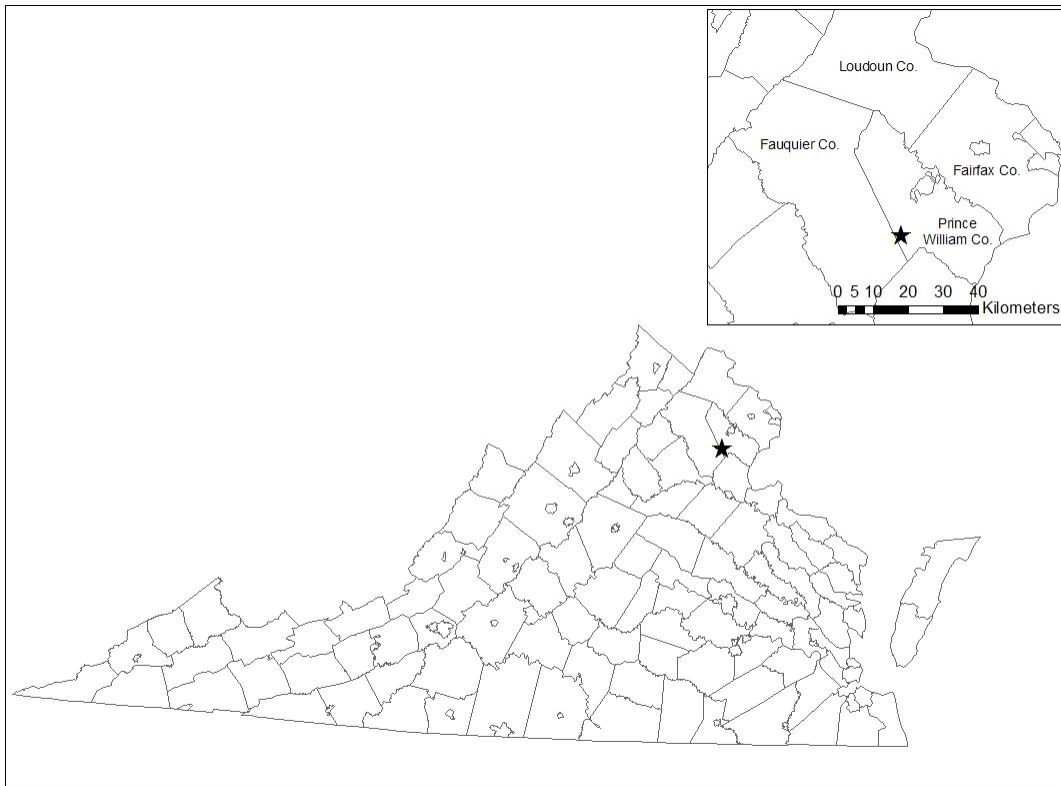 Loudoun Co.
Fauquier Co.
Fairfax Co.
Prince
William Co.
0 5 10 20 30 40
Kilometers